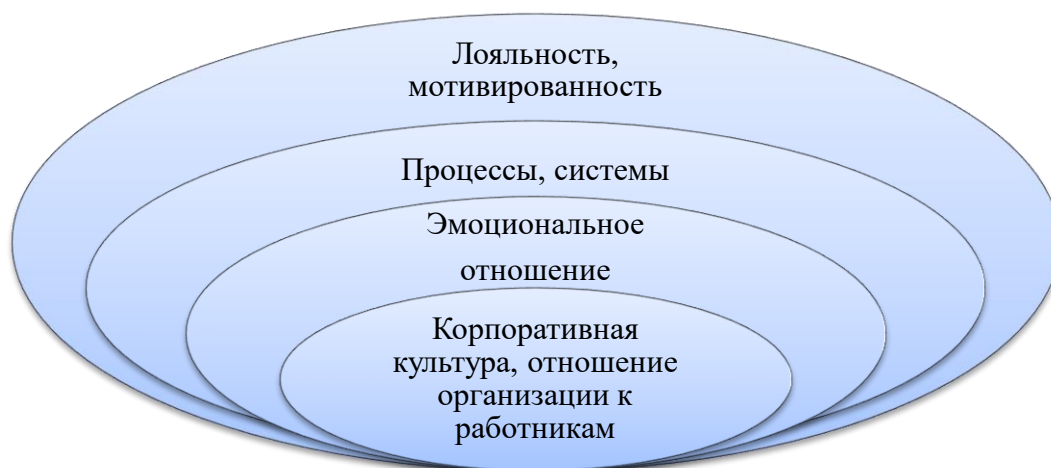 Лояльность,
мотивированность
Процессы, системы
Эмоциональное
отношение
Корпоративная
культура, отношение
организации к
работникам